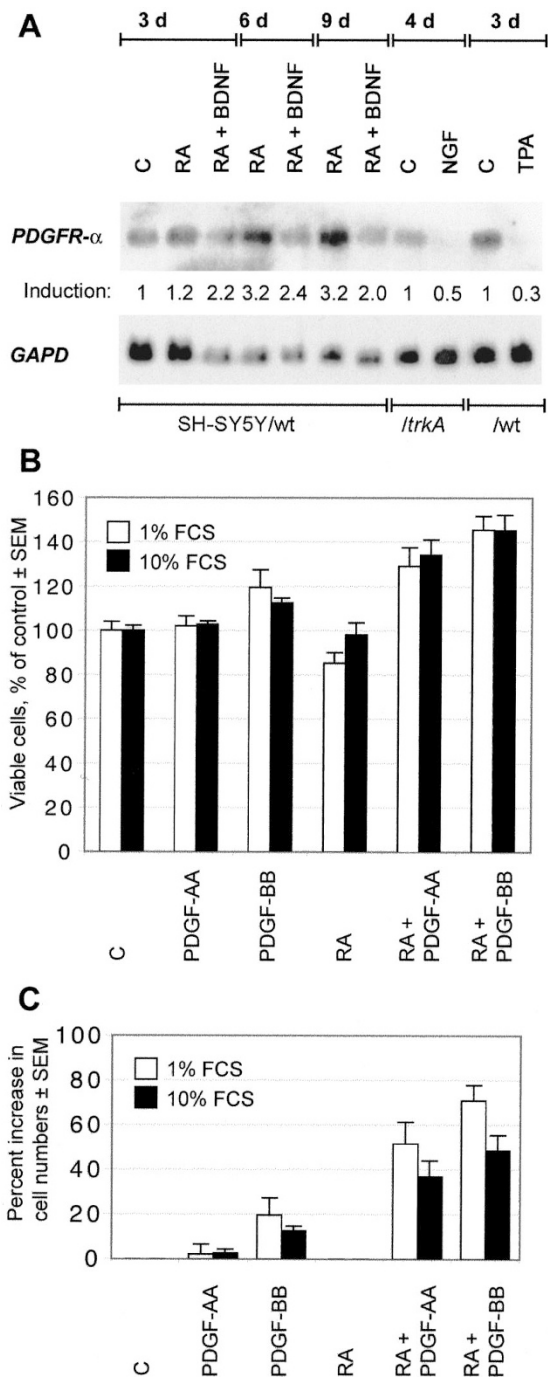 A
3 d 6 d 9 d 4 d 3 d
C RA RA + BDNF RA RA + BDNF RA RA + BDNF C NGF C TPA
PDGFR-α
Induction: 1 1.2 2.2 3.2 2.4 3.2 2.0 1 0.5 1 0.3
GAPD
SH-SY5Y/wt /trkA /wt
B
Viable cells, % of control ± SEM
160
140
120
100
80
60
40
20
0
1% FCS
10% FCS
C PDGF-AA PDGF-BB RA RA + PDGF-AA RA + PDGF-BB
C
Percent increase in
cell numbers ± SEM
100
80
60
40
20
0
1% FCS
10% FCS
C PDGF-AA PDGF-BB RA RA + PDGF-AA RA + PDGF-BB